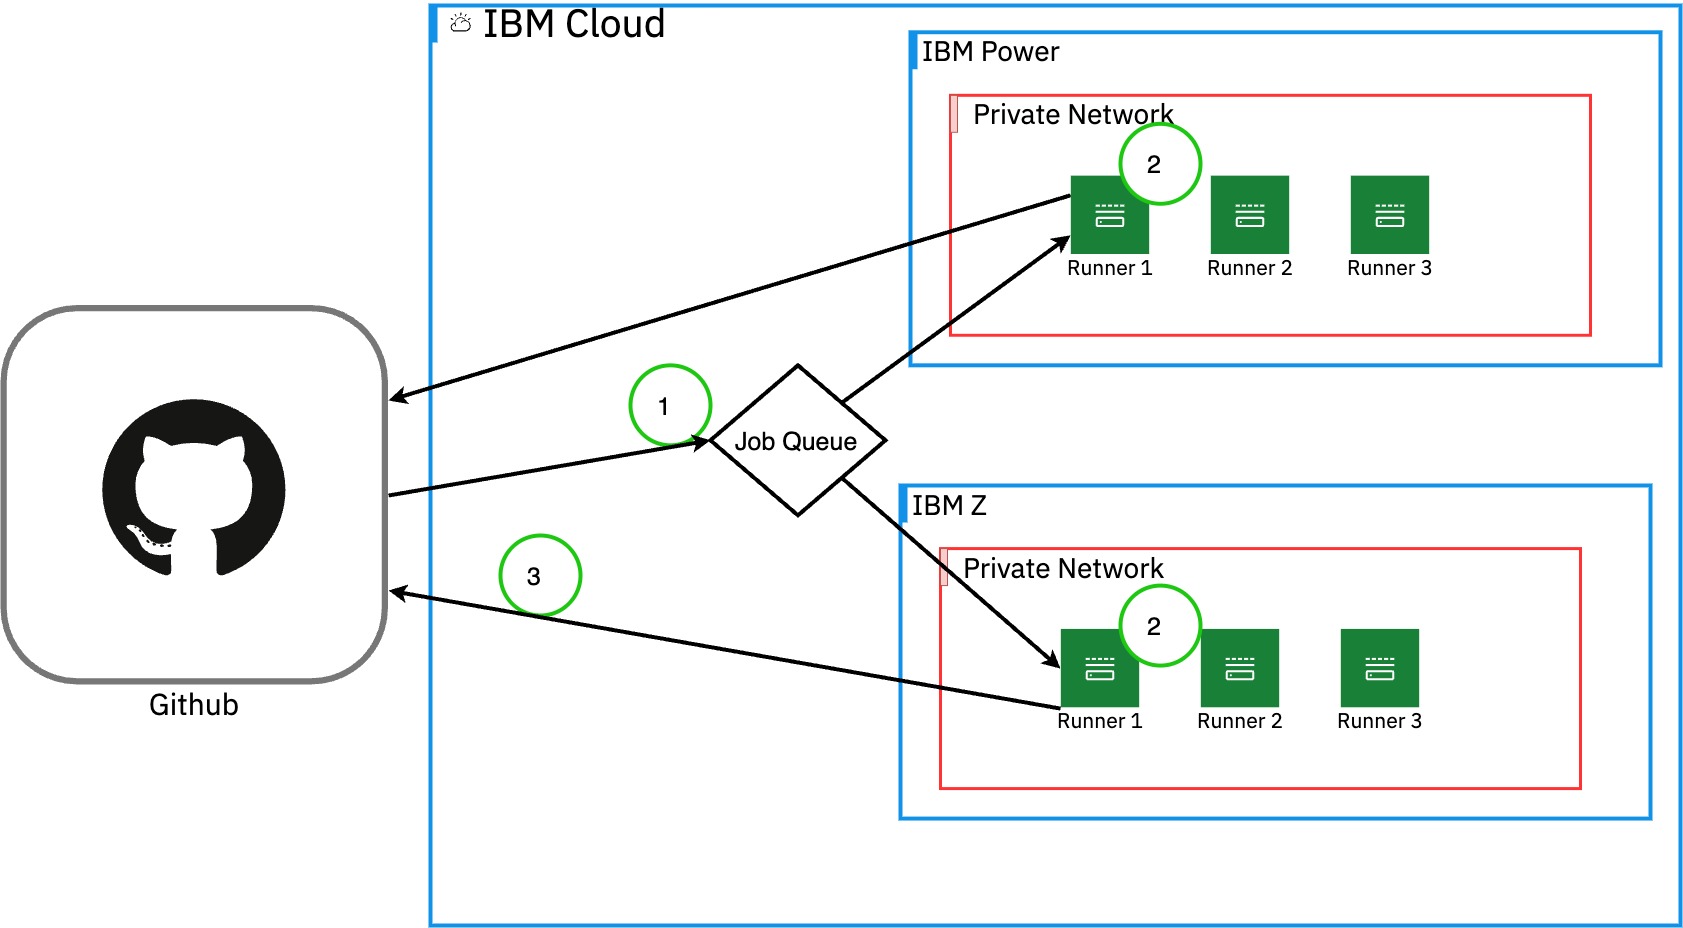 IBM Cloud
IBM Power
Private Network
2
Runner 1
Runner 2
Runner 3
1
Job Queue
IBM Z
Private Network
3
2
Runner 1
Runner 2
Runner 3
Github